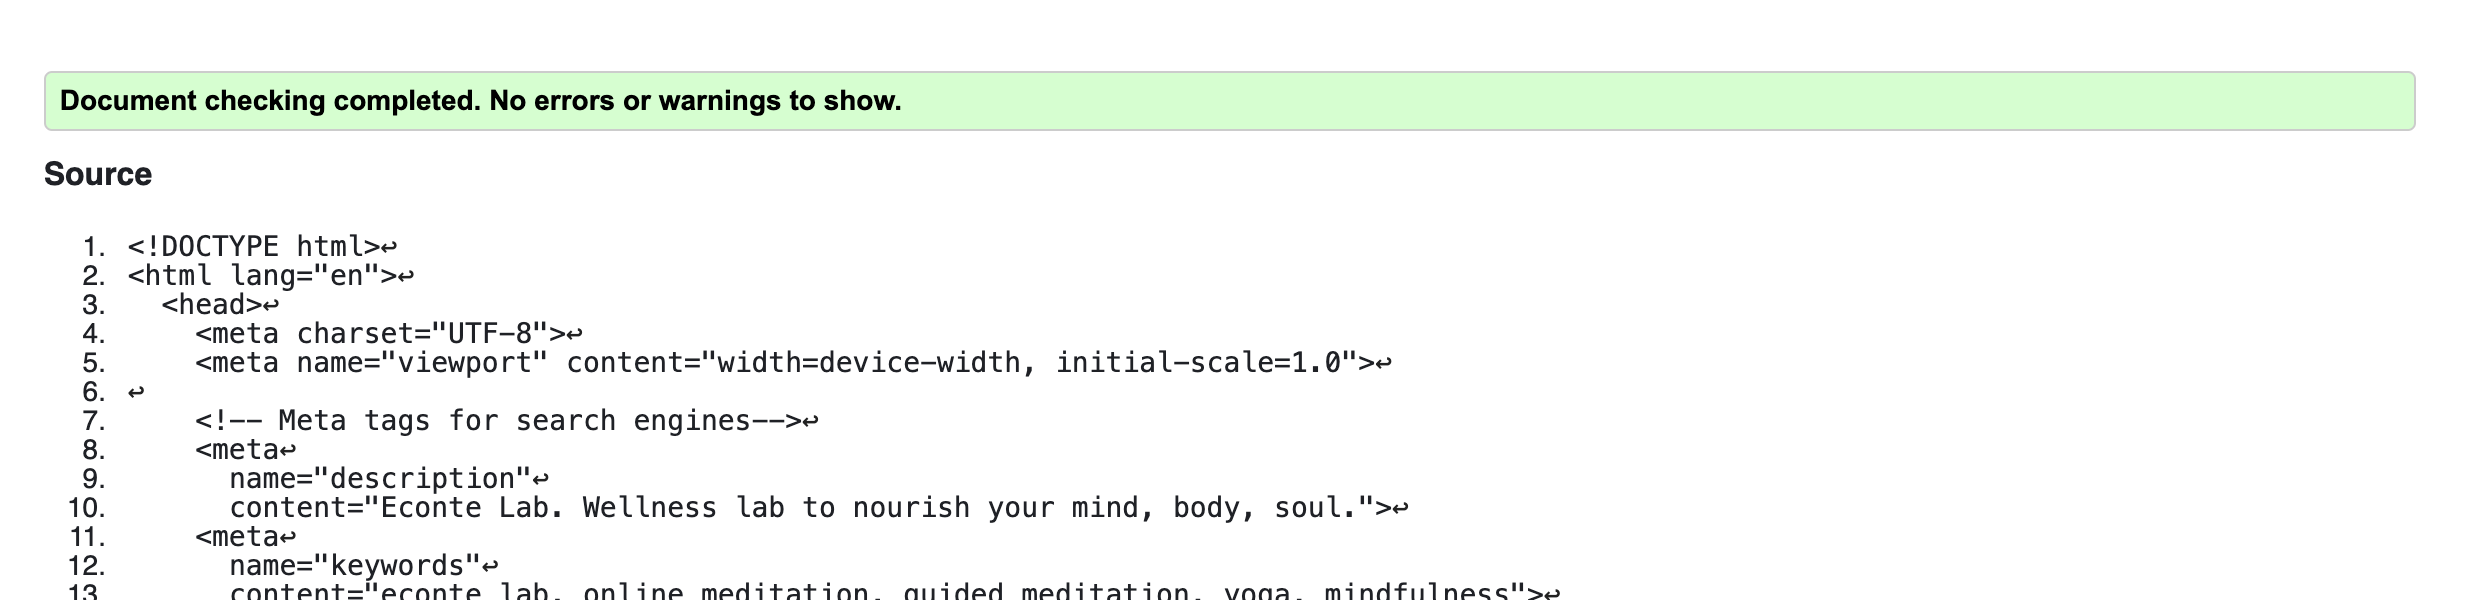 Document checking completed. No errors or warnings to show.
Source
1. <!DOCTYPE html>↩
2. <html lang="en">↩
3. <head>↩
4. <meta charset="UTF-8">↩
5. <meta name="viewport" content="width=device-width, initial-scale=1.0">↩
6. ↩
7. <!-- Meta tags for search engines-->↩
8. <meta↩
9. name="description"↩
10. content="Econte Lab. Wellness lab to nourish your mind, body, soul.">↩
11. <meta↩
12. name="keywords"↩
13. content="econte lab, online meditation, guided meditation, yoga, mindfulness">↩